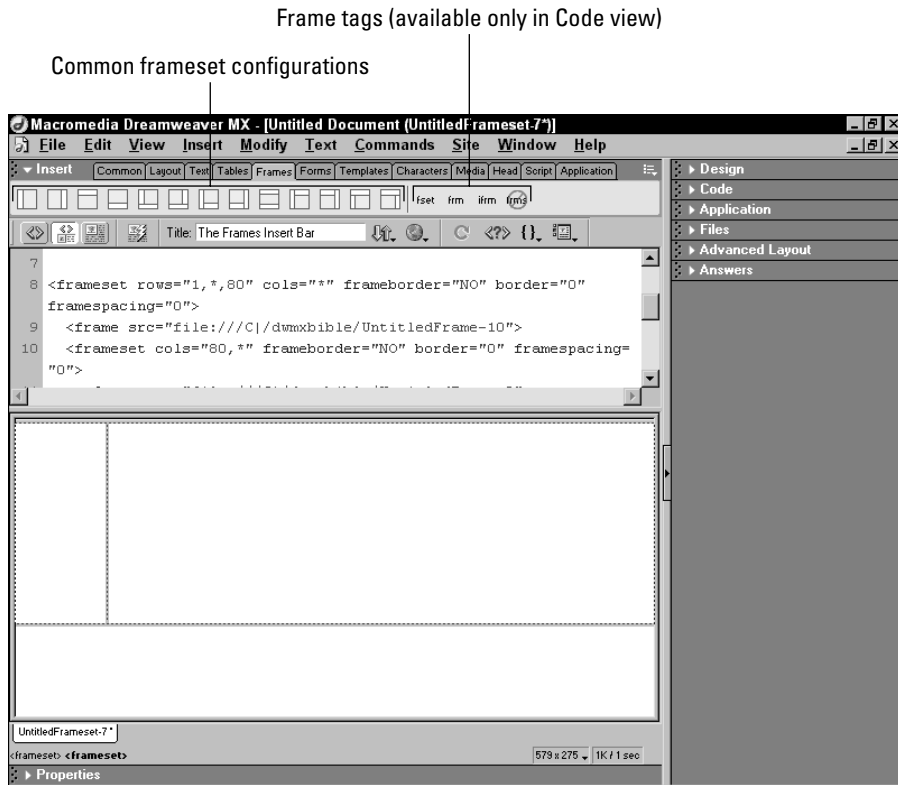 Frame tags (available only in Code view)
Common frameset configurations
Macromedia Dreamweaver MX - [Untitled Document (UntitledFrameset-7*)]
File Edit View Insert Modify Text Commands Site Window Help
Insert Common Layout Text Tables Frames Forms Templates Characters Media Head Script Application
fset frm ifrm frms
Title: The Frames Insert Bar
7
8 <frameset rows="1,*,80" cols="*" frameborder="NO" border="0"
framespacing="0">
9 <frame src="file:///C|/dwmxbible/UntitledFrame-10">
10 <frameset cols="80,*" frameborder="NO" border="0" framespacing=
"0">
UntitledFrameset-7*
<frameset> <frameset>
579 x 275
1K / 1 sec
Properties
Design
Code
Application
Files
Advanced Layout
Answers